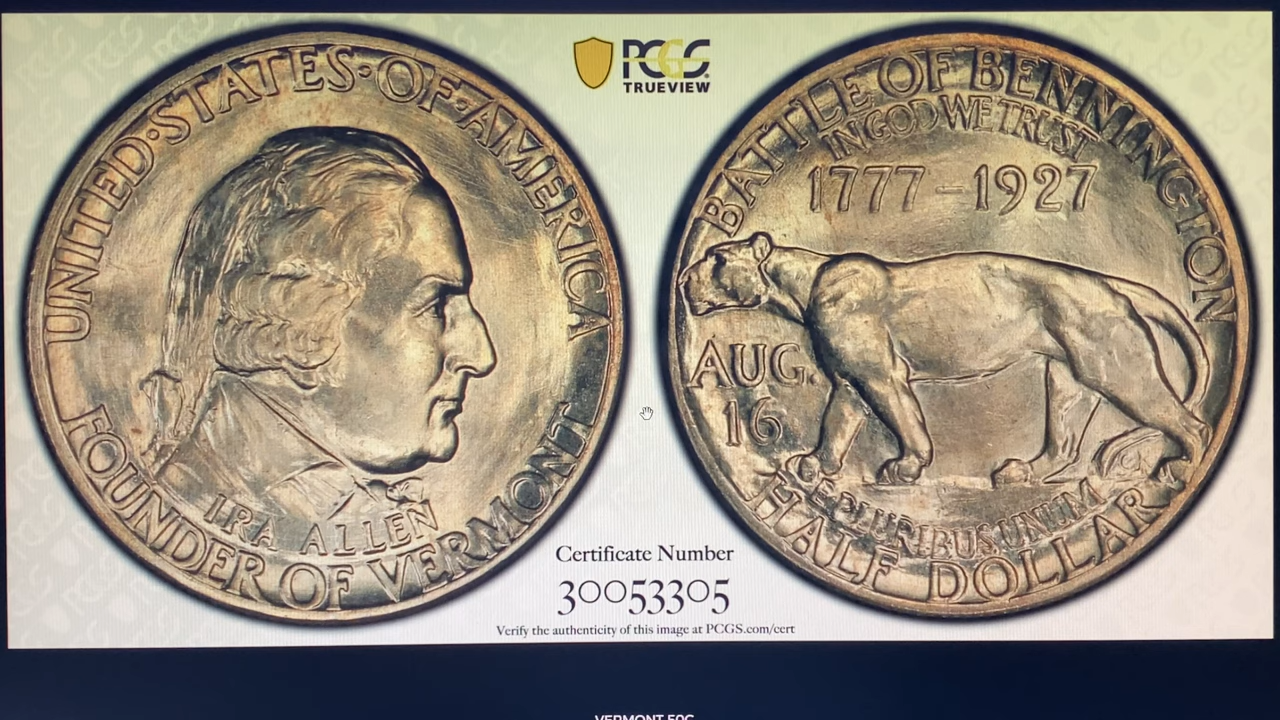 UNITED·STATES·OF·AMERICA
IRA ALLEN
FOUNDER OF VERMONT
PCGS
TRUEVIEW
BATTLE OF BENNINGTON
IN GOD WE TRUST
1777-1927
AUG.
16
E·PLURIBUS·UNUM
HALF DOLLAR
Certificate Number
30053305
Verify the authenticity of this image at PCGS.com/cert
VERMONT 50C